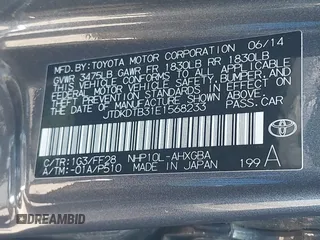 MFD. BY: TOYOTA MOTOR CORPORATION 06/14
GVWR 3475LB GAWR FR 1830LB RR 1830LB
THIS VEHICLE CONFORMS TO ALL APPLICABLE
FEDERAL MOTOR VEHICLE SAFETY, BUMPER, AND
THEFT PREVENTION STANDARDS IN EFFECT ON
THE DATE OF MANUFACTURE SHOWN ABOVE.
JTDKDTB31E1568533 PASS. CAR
C/TR: 1G3/FF28 NHP10L-AHXGBA
A/TM: -01A/P510 MADE IN JAPAN 199 A
TOYOTA
DREAMBID